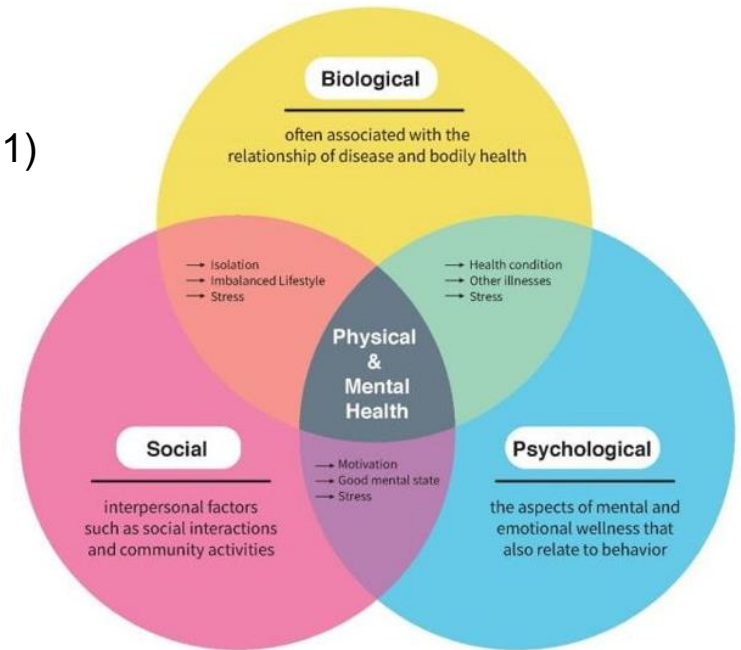 1)
Biological
often associated with the
relationship of disease and bodily health
→ Isolation
→ Imbalanced Lifestyle
→ Stress
→ Health condition
→ Other illnesses
→ Stress
Physical
&
Mental
Health
Social
interpersonal factors
such as social interactions
and community activities
→ Motivation
→ Good mental state
→ Stress
Psychological
the aspects of mental and
emotional wellness that
also relate to behavior